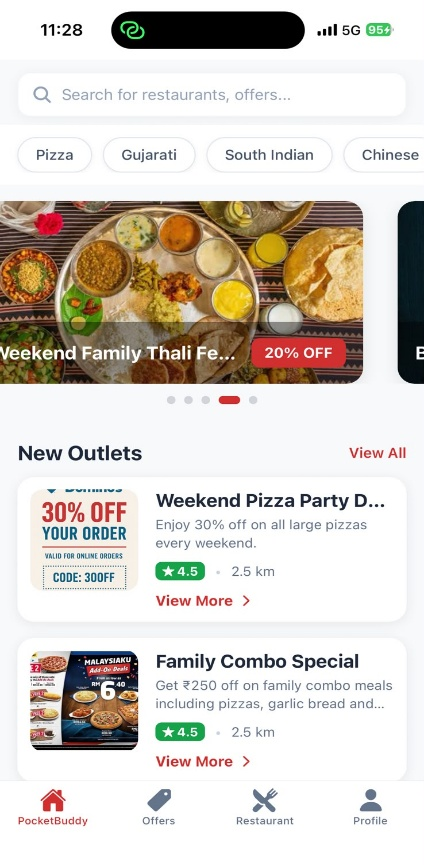 11:28
5G
95
Search for restaurants, offers...
Pizza
Gujarati
South Indian
Chinese
Weekend Family Thali Fe...
20% OFF
New Outlets
View All
Domino's
30% OFF
YOUR ORDER
VALID FOR ONLINE ORDERS
CODE: 300FF
Weekend Pizza Party D...
Enjoy 30% off on all large pizzas
every weekend.
4.5
2.5 km
View More
MALAYSIAKU
Add-On Deals
RM 6 40
Family Combo Special
Get ₹250 off on family combo meals
including pizzas, garlic bread and...
4.5
2.5 km
View More
PocketBuddy
Offers
Restaurant
Profile